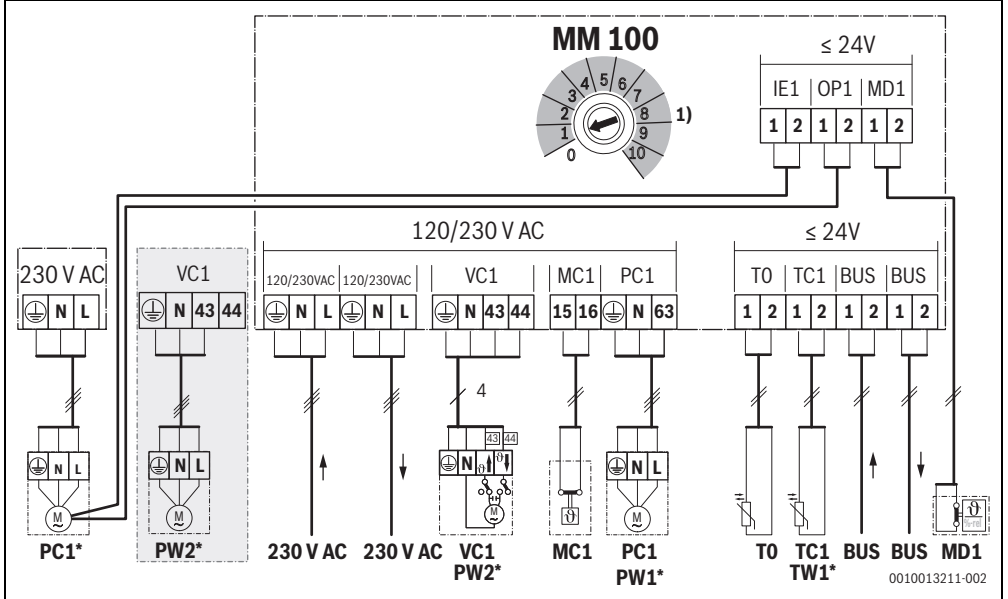 MM 100
≤ 24V
0 1 2 3 4 5 6 7 8 9 10
1)
IE1 OP1 MD1
1 2 1 2 1 2
120/230 V AC
≤ 24V
230 V AC
VC1
120/230VAC 120/230VAC
VC1
MC1 PC1
T0 TC1 BUS BUS
N L
N 43 44
N L N L
N 43 44
15 16 N 63
1 2 1 2 1 2 1 2
4
43 44
N L
N L
N
ϑ ϑ
N L
M
~
M
~
M
~
ϑ
M
~
ϑ
%-rel
PC1*
PW2*
230 V AC
230 V AC
VC1
PW2*
MC1
PC1
PW1*
T0
TC1
TW1*
BUS
BUS
MD1
0010013211-002